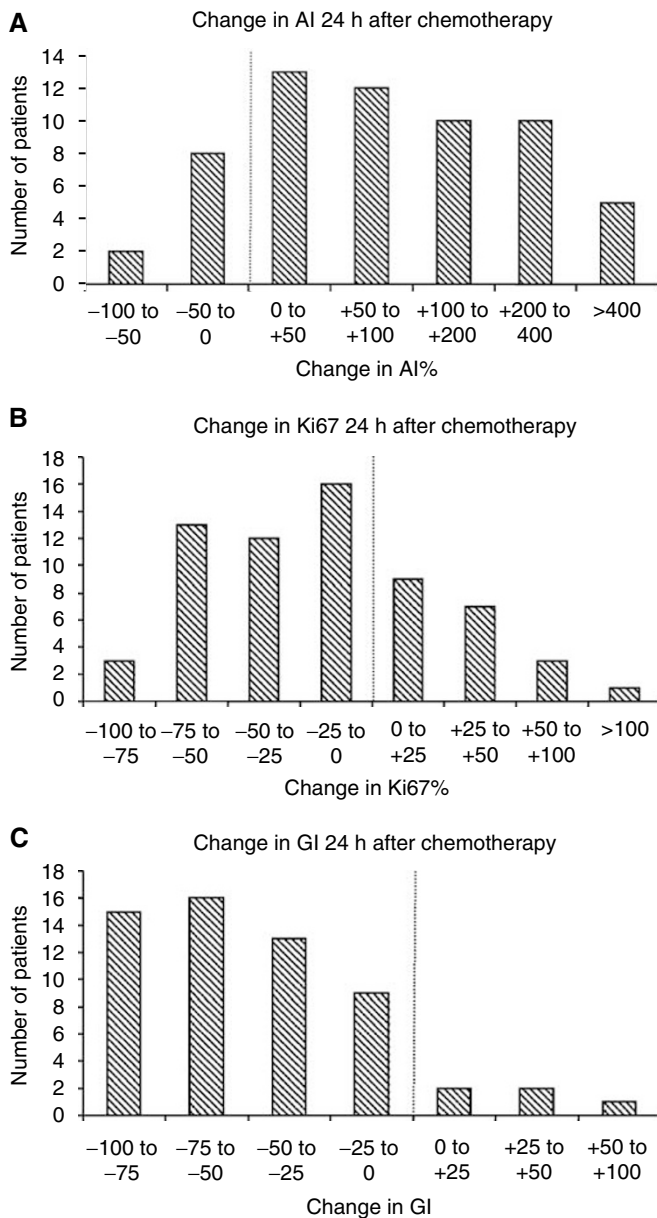 A
Change in AI 24 h after chemotherapy
Number of patients
14
12
10
8
6
4
2
0
−100 to −50 to 0 to +50 to +100 to +200 to >400
−50 0 +50 +100 +200 400
Change in AI%
B
Change in Ki67 24 h after chemotherapy
Number of patients
18
16
14
12
10
8
6
4
2
0
−100 to −75 to −50 to −25 to 0 to +25 to +50 to >100
−75 −50 −25 0 +25 +50 +100
Change in Ki67%
C
Change in GI 24 h after chemotherapy
Number of patients
18
16
14
12
10
8
6
4
2
0
−100 to −75 to −50 to −25 to 0 to +25 to +50 to
−75 −50 −25 0 +25 +50 +100
Change in GI